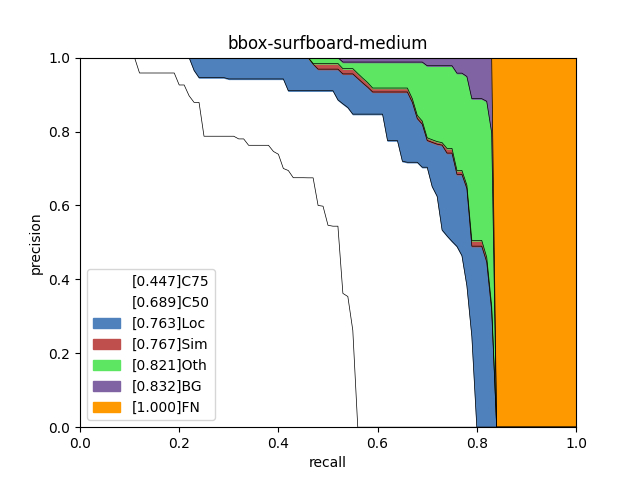 bbox-surfboard-medium
1.0
0.8
0.6
0.4
0.2
0.0
precision
[0.447]C75
[0.689]C50
[0.763]Loc
[0.767]Sim
[0.821]Oth
[0.832]BG
[1.000]FN
0.0 0.2 0.4 0.6 0.8 1.0
recall